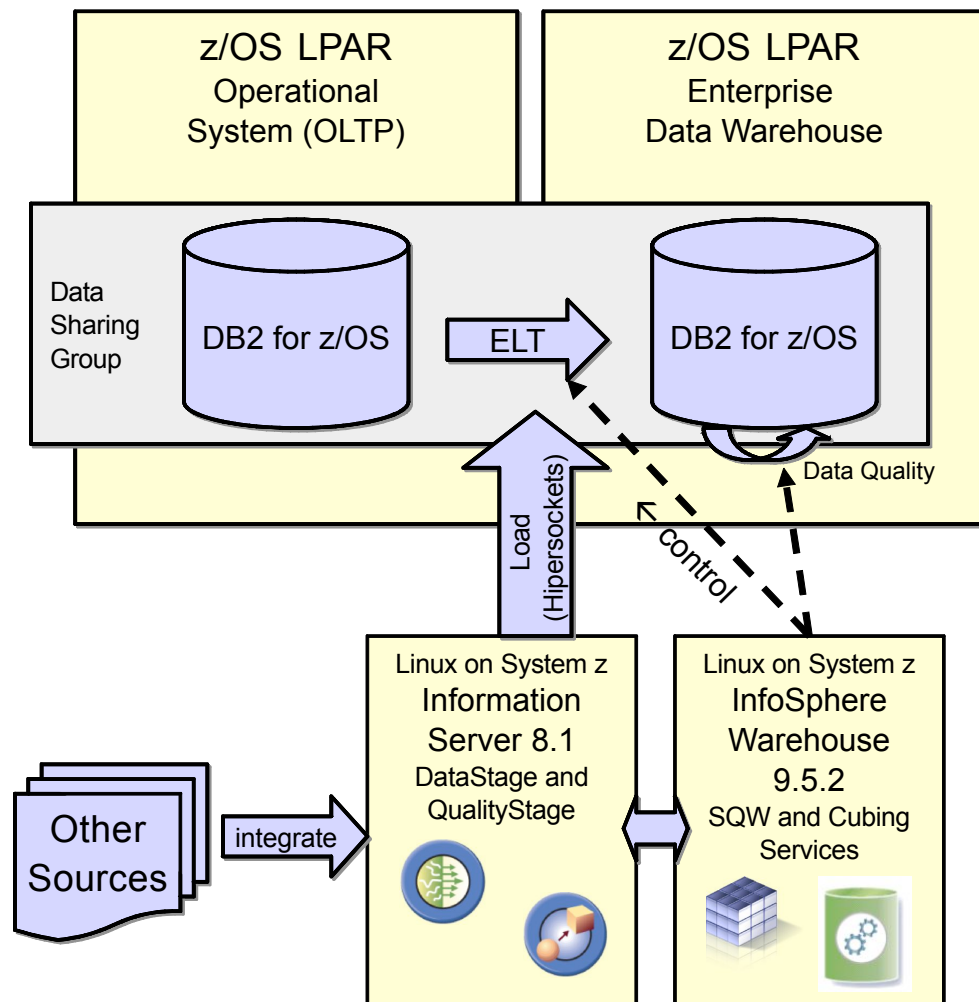 z/OS LPAR
Operational
System (OLTP)
z/OS LPAR
Enterprise
Data Warehouse
Data
Sharing
Group
DB2 for z/OS
ELT
DB2 for z/OS
Data Quality
Load
(Hipersockets)
← control
Linux on System z
Information
Server 8.1
DataStage and
QualityStage
Linux on System z
InfoSphere
Warehouse
9.5.2
SQW and Cubing
Services
Other
Sources
integrate